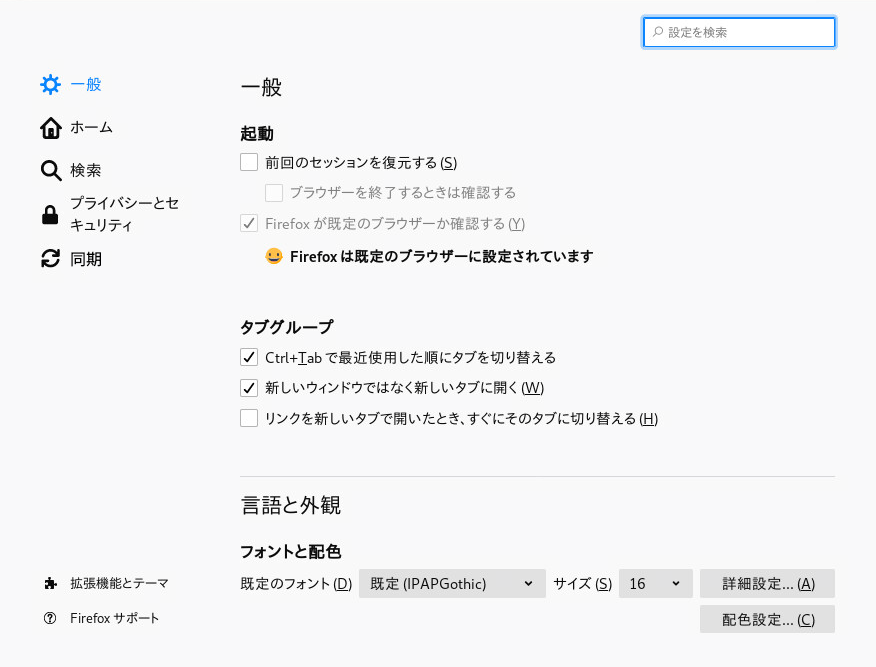 設定を検索
一般
ホーム
検索
プライバシーとセ
キュリティ
同期
拡張機能とテーマ
Firefox サポート
一般
起動
前回のセッションを復元する (S)
ブラウザーを終了するときは確認する
Firefox が既定のブラウザーか確認する (Y)
Firefox は既定のブラウザーに設定されています
タブグループ
Ctrl+Tab で最近使用した順にタブを切り替える
新しいウィンドウではなく新しいタブに開く (W)
リンクを新しいタブで開いたとき、すぐにそのタブに切り替える (H)
言語と外観
フォントと配色
既定のフォント (D) 既定 (IPAPGothic) サイズ (S) 16 詳細設定... (A)
配色設定... (C)